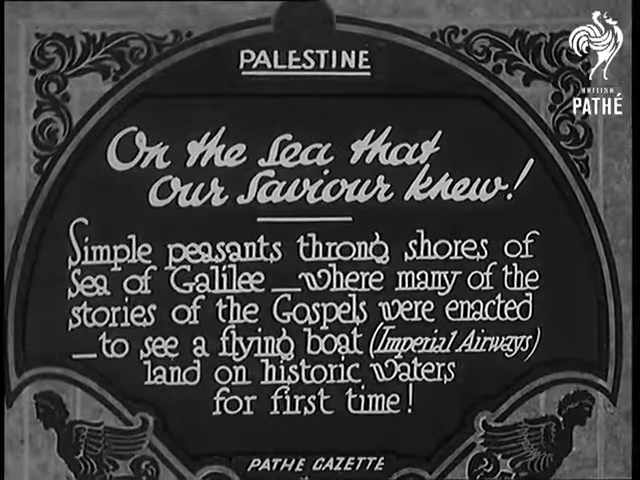 PALESTINE
BRITISH
PATHÉ
On the sea that
our Saviour knew!
Simple peasants throng shores of
Sea of Galilee _ where many of the
stories of the Gospels were enacted
_ to see a flying boat (Imperial Airways)
land on historic waters
for first time!
PATHE GAZETTE